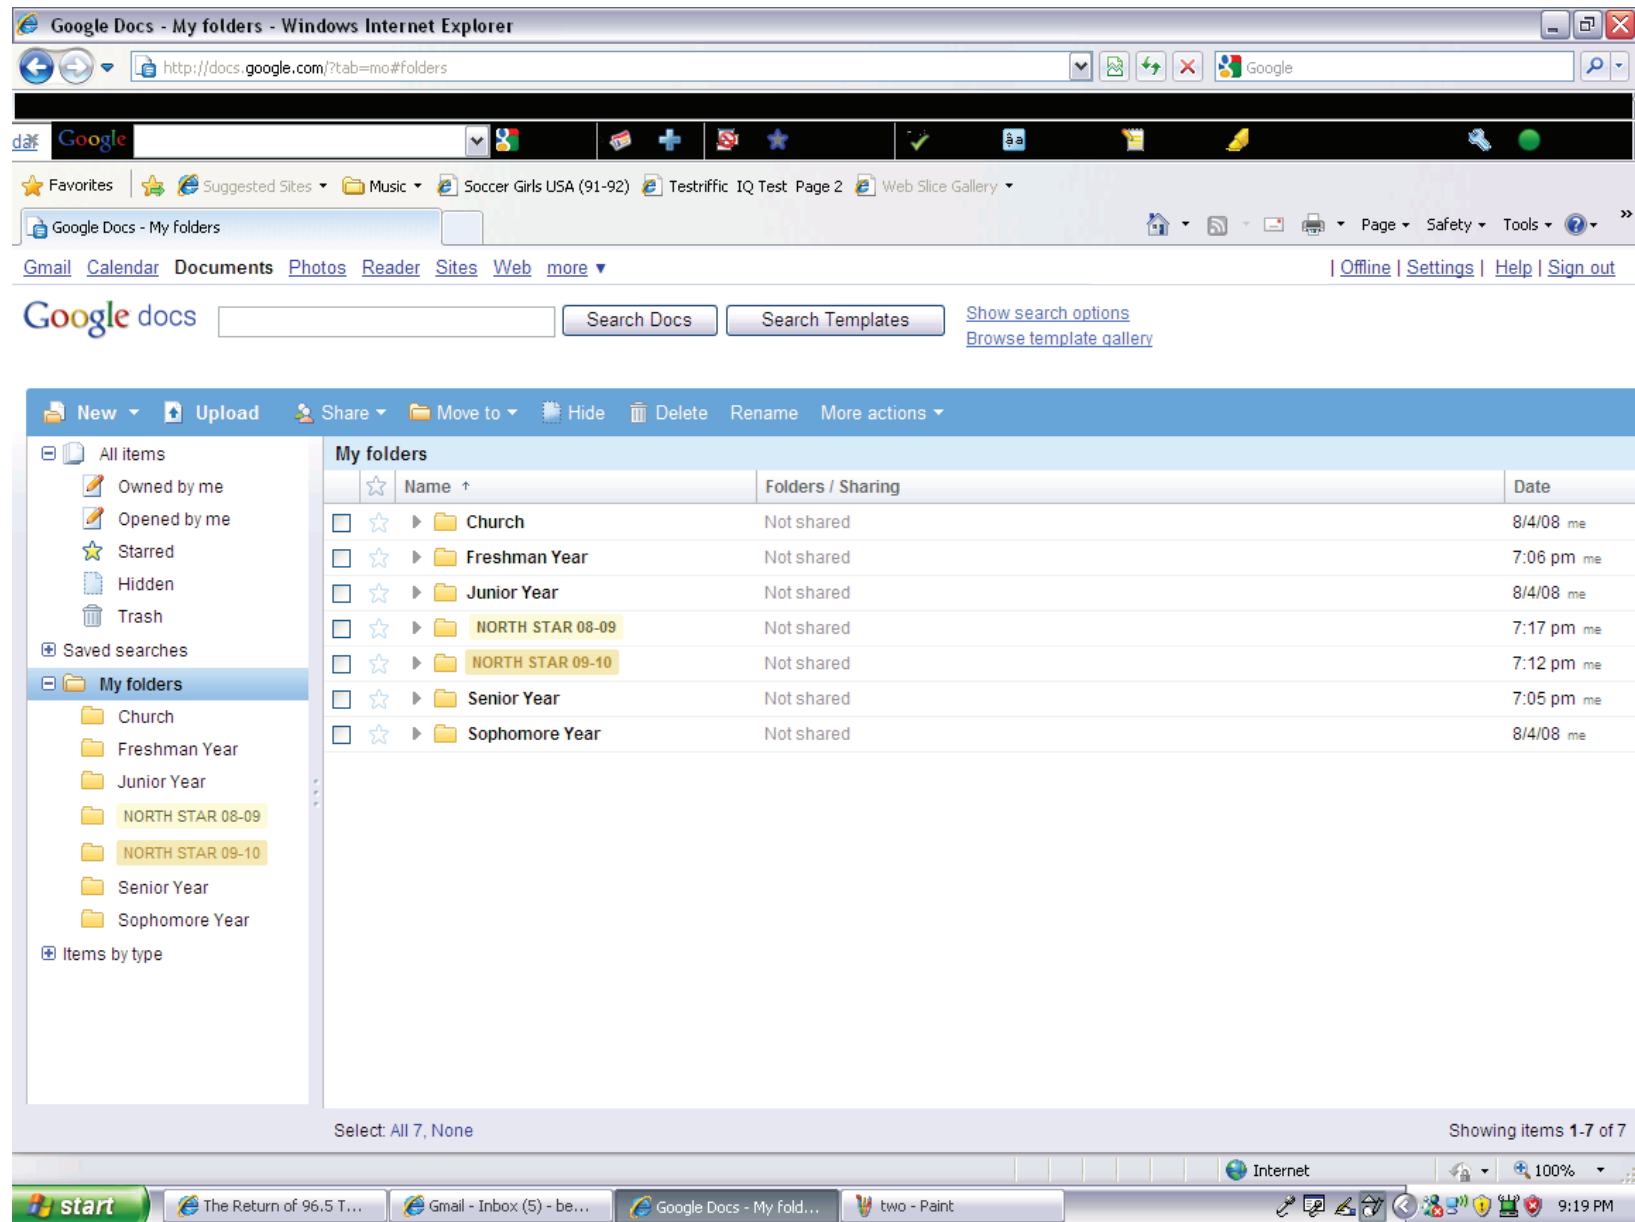 Google Docs - My folders - Windows Internet Explorer
http://docs.google.com/?tab=mo#folders Google
Google
Favorites Suggested Sites Music Soccer Girls USA (91-92) Testriffic IQ Test Page 2 Web Slice Gallery
Google Docs - My folders Page Safety Tools »
Gmail Calendar Documents Photos Reader Sites Web more ▼ | Offline | Settings | Help | Sign out
Google docs Search Docs Search Templates Show search options
Browse template gallery
New Upload Share Move to Hide Delete Rename More actions
All items
Owned by me
Opened by me
Starred
Hidden
Trash
Saved searches
My folders
Church
Freshman Year
Junior Year
NORTH STAR 08-09
NORTH STAR 09-10
Senior Year
Sophomore Year
Items by type
My folders
Name ↑ Folders / Sharing Date
Church Not shared 8/4/08 me
Freshman Year Not shared 7:06 pm me
Junior Year Not shared 8/4/08 me
NORTH STAR 08-09 Not shared 7:17 pm me
NORTH STAR 09-10 Not shared 7:12 pm me
Senior Year Not shared 7:05 pm me
Sophomore Year Not shared 8/4/08 me
Select: All 7, None Showing items 1-7 of 7
Internet 100%
start The Return of 96.5 T... Gmail - Inbox (5) - be... Google Docs - My fold... two - Paint 9:19 PM